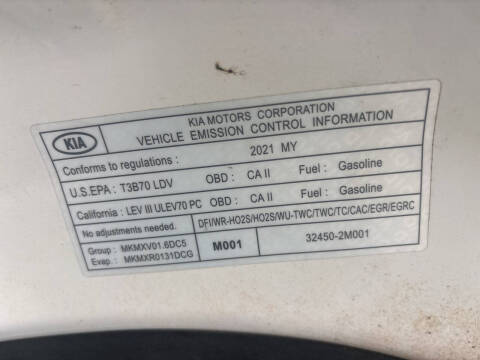 KIA MOTORS CORPORATION
KIA VEHICLE EMISSION CONTROL INFORMATION
Conforms to regulations : 2021 MY
U.S.EPA : T3B70 LDV OBD : CA II Fuel : Gasoline
California : LEV III ULEV70 PC OBD : CA II Fuel : Gasoline
No adjustments needed. DFI/WR-HO2S/HO2S/WU-TWC/TWC/TC/CAC/EGR/EGRC
Group : MKMXV01.6DC5 M001 32450-2M001
Evap : MKMXR0131DCG